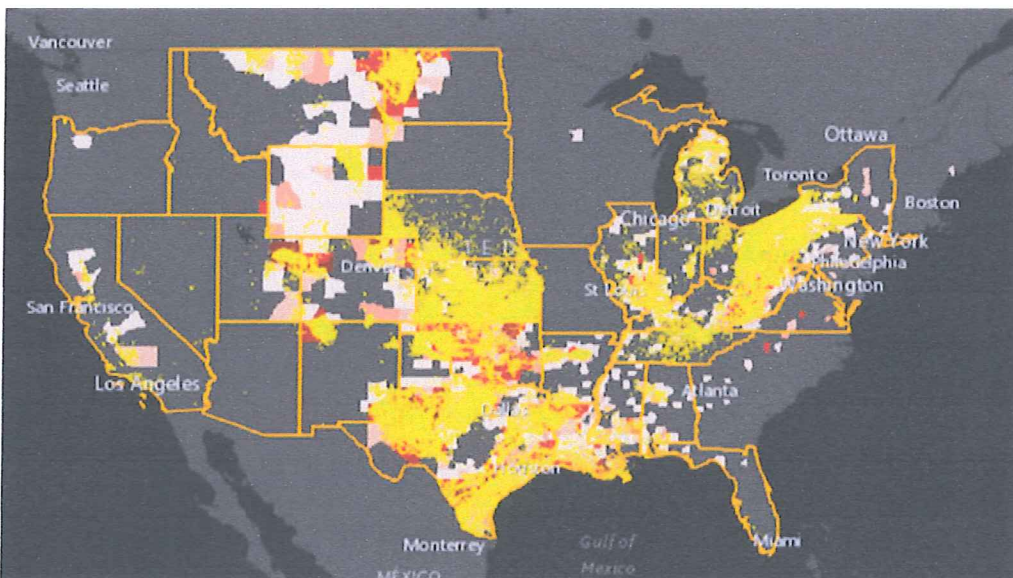 Vancouver
Seattle
Ottawa
Toronto
Boston
Chicago
Detroit
New York
Philadelphia
Washington
TED
Denver
St Louis
San Francisco
Los Angeles
Atlanta
Dallas
Houston
Monterrey
Gulf of
Mexico
Miami
MÉXICO